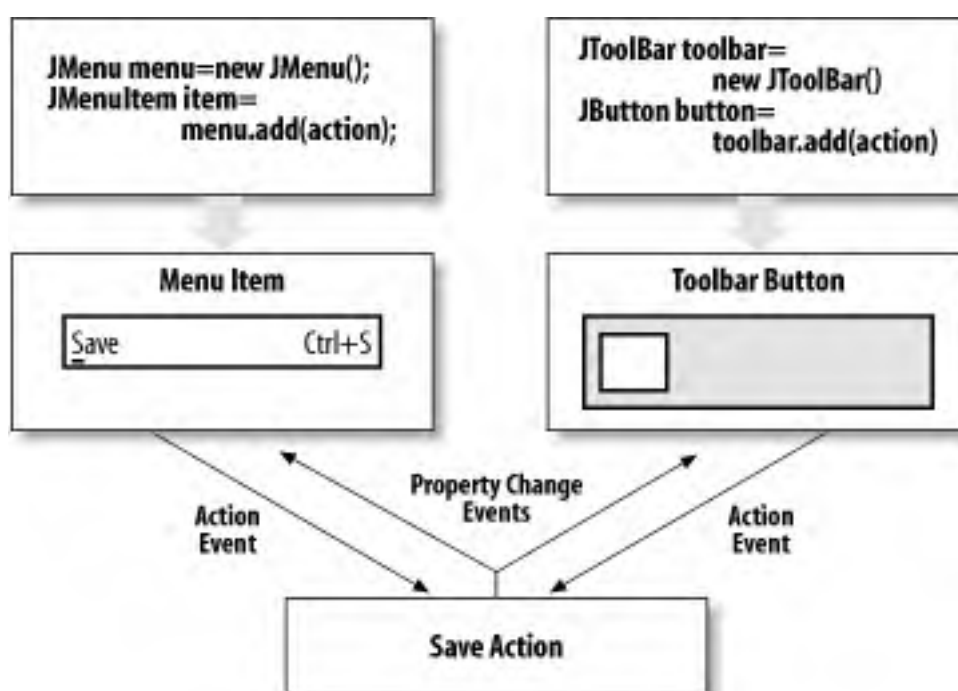 JMenu menu=new JMenu();
JMenuItem item=
menu.add(action);
JToolBar toolbar=
new JToolBar()
JButton button=
toolbar.add(action)
Menu Item
Save Ctrl+S
Toolbar Button
Property Change
Events
Action
Event
Action
Event
Save Action